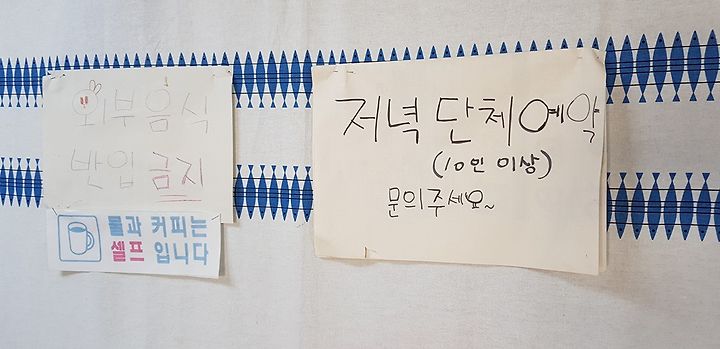 외부음식
반입 금지
물과 커피는
셀프 입니다
저녁 단체예약
(10인 이상)
문의주세요~